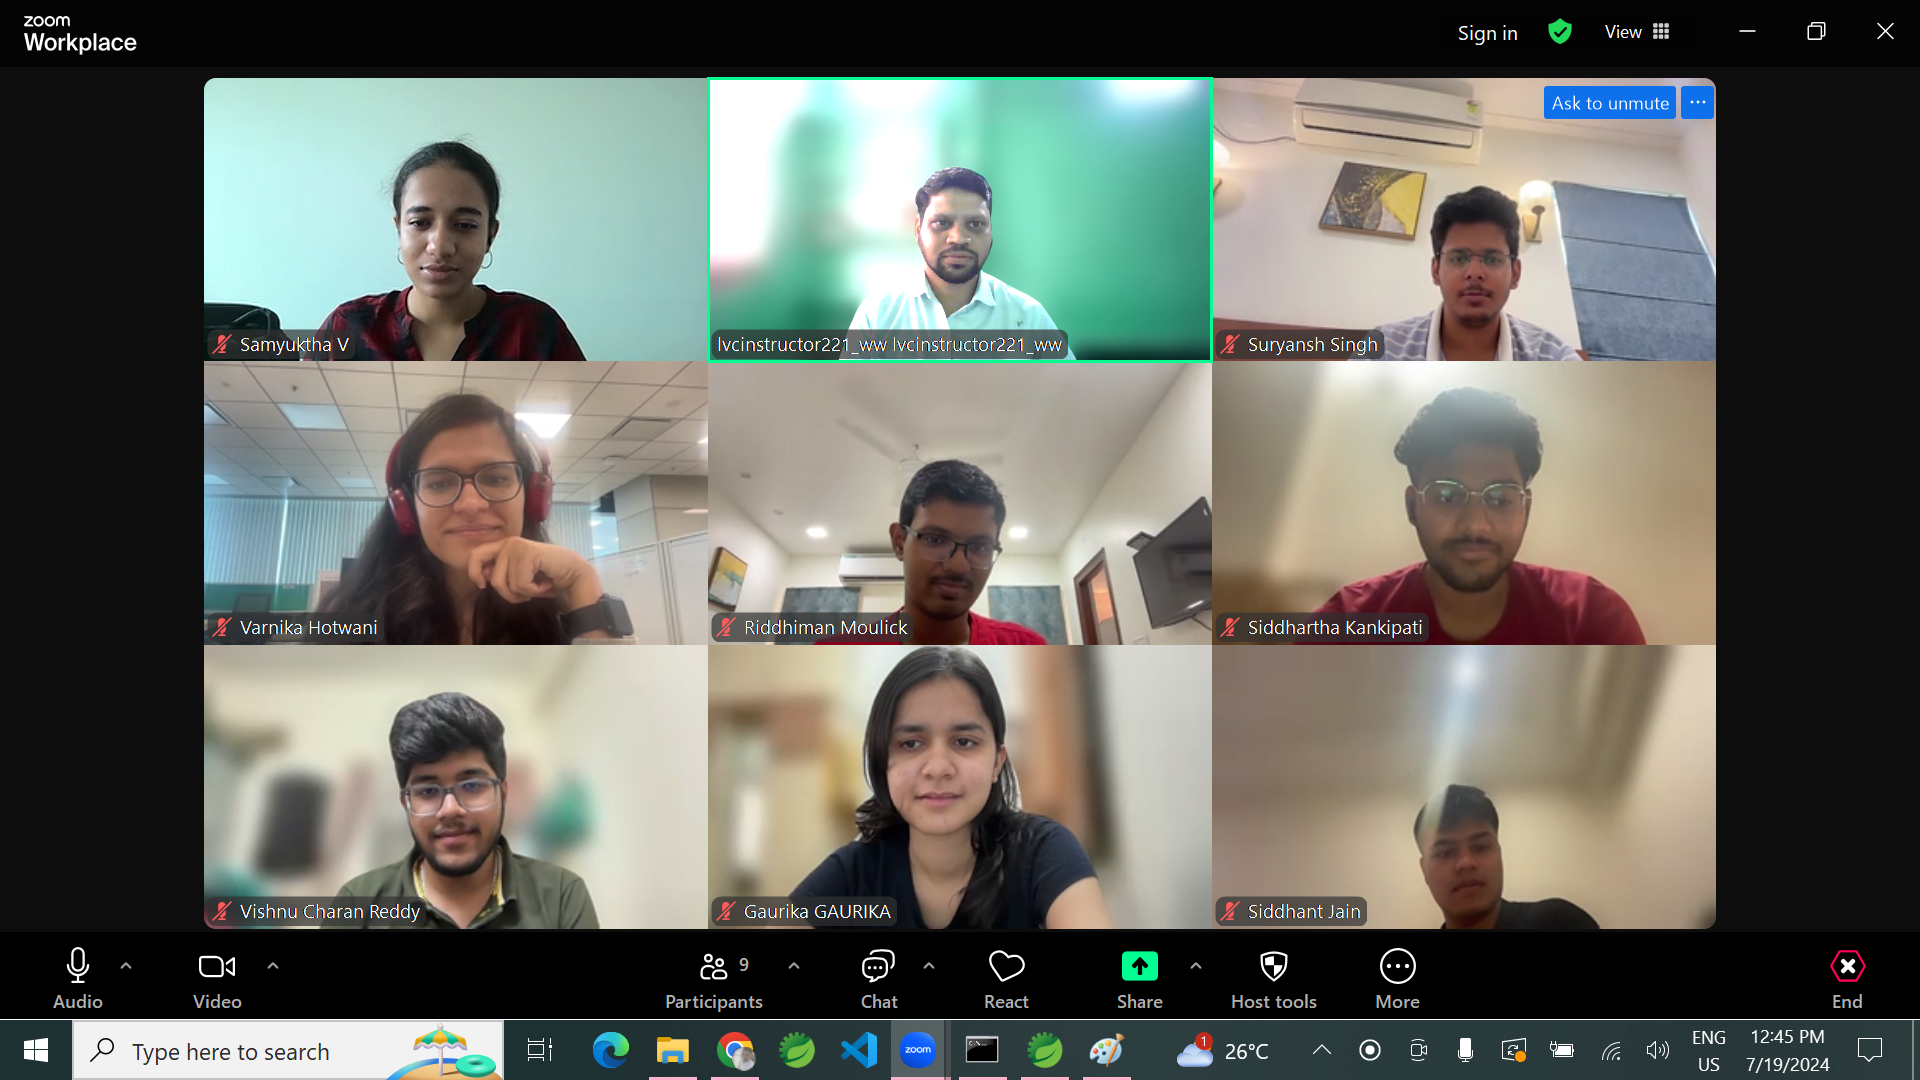 zoom
Workplace
Sign in
View
Ask to unmute
Samyuktha V
lvcinstructor221_ww lvcinstructor221_ww
Suryansh Singh
Varnika Hotwani
Riddhiman Moulick
Siddhartha Kankipati
Vishnu Charan Reddy
Gaurika GAURIKA
Siddhant Jain
9
Audio
Video
Participants
Chat
React
Share
Host tools
More
End
Type here to search
zoom
1
26°C
ENG
US
12:45 PM
7/19/2024